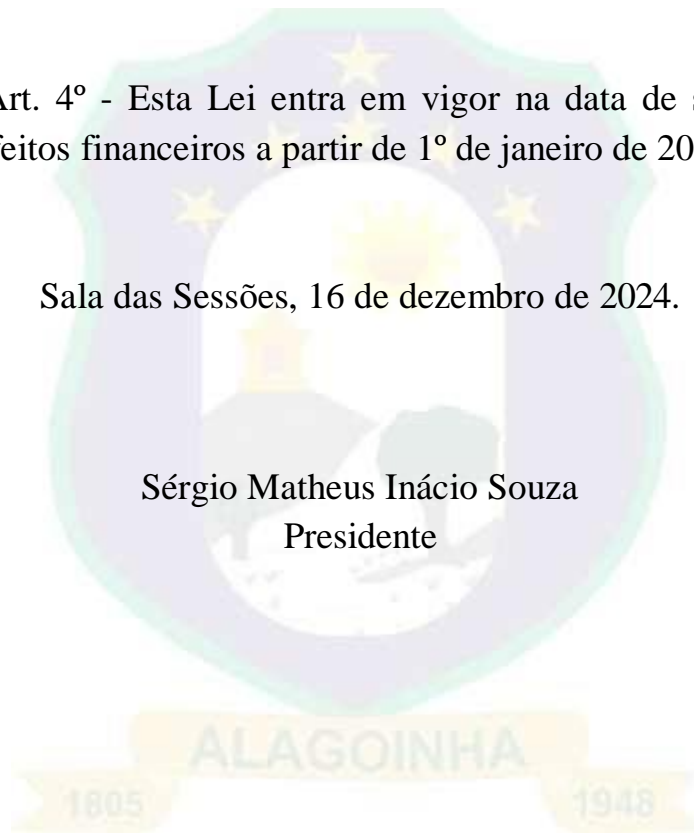 Art. 4º - Esta Lei entra em vigor na data de
feitos financeiros a partir de 1º de janeiro de 20
Sala das Sessões, 16 de dezembro de 2024.
Sérgio Matheus Inácio Souza
Presidente
ALAGOINHA
1805 1948